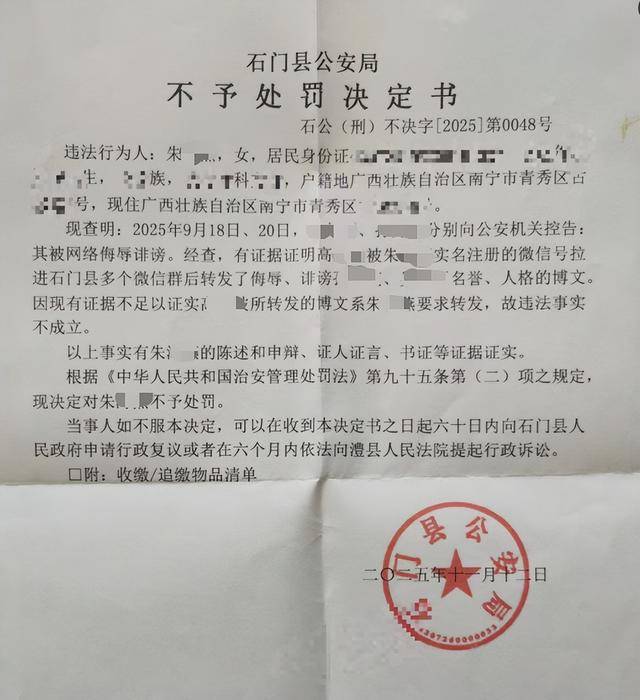 石门县公安局
不予处罚决定书
石公（刑）不决字[2025]第0048号
违法行为人：朱 ，女，居民身份证
生， 族， 科 ，户籍地广西壮族自治区南宁市青秀区
号，现住广西壮族自治区南宁市青秀区 。
现查明：2025年9月18日、20日， 、 分别向公安机关控告：
其被网络侮辱诽谤。经查，有证据证明高 被朱 实名注册的微信号拉
进石门县多个微信群后转发了侮辱、诽谤 、 名誉、人格的博文。
因现有证据不足以证实高 所转发的博文系朱 要求转发，故违法事实
不成立。
以上事实有朱 的陈述和申辩、证人证言、书证等证据证实。
根据《中华人民共和国治安管理处罚法》第九十五条第（二）项之规定，
现决定对朱 不予处罚。
当事人如不服本决定，可以在收到本决定书之日起六十日内向石门县人
民政府申请行政复议或者在六个月内依法向澧县人民法院提起行政诉讼。
□附：收缴/追缴物品清单
二〇二五年十一月十二日
门县公安局